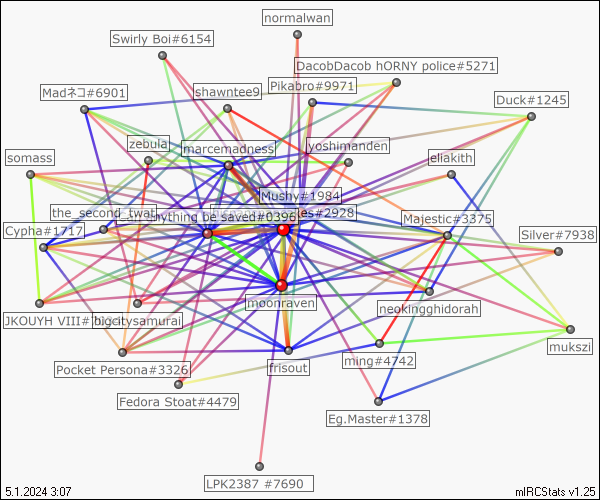 normalwan
Swirly Boi#6154
DacobDacob hORNY police#5271
Pikabro#9971
Madネコ#6901
shawntee9
Duck#1245
zebula
marcemadness
yoshimanden
somass
eliakith
Mushy#1984
the_second_twat
anything be saved#0396
es#2928
Majestic#3375
Cypha#1717
Silver#7938
moonraven
neokingghidorah
JKOUYH VIII#
bigcitysamurai
mukszi
ming#4742
Pocket Persona#3326
frisout
Fedora Stoat#4479
Eg.Master#1378
LPK2387 #7690
5.1.2024 3:07
mIRCStats v1.25